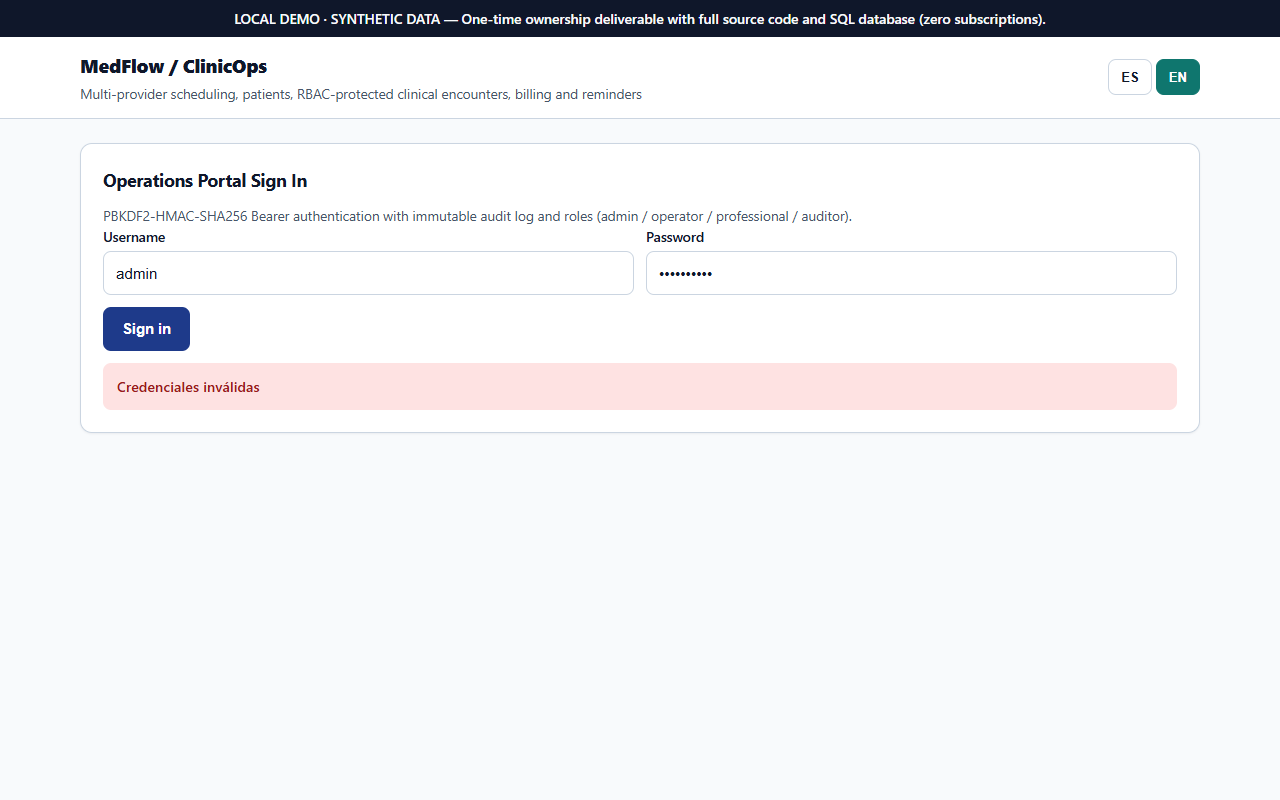 LOCAL DEMO · SYNTHETIC DATA — One-time ownership deliverable with full source code and SQL database (zero subscriptions).
MedFlow / ClinicOps
Multi-provider scheduling, patients, RBAC-protected clinical encounters, billing and reminders
ES
EN
Operations Portal Sign In
PBKDF2-HMAC-SHA256 Bearer authentication with immutable audit log and roles (admin / operator / professional / auditor).
Username
Password
admin
••••••••••
Sign in
Credenciales inválidas